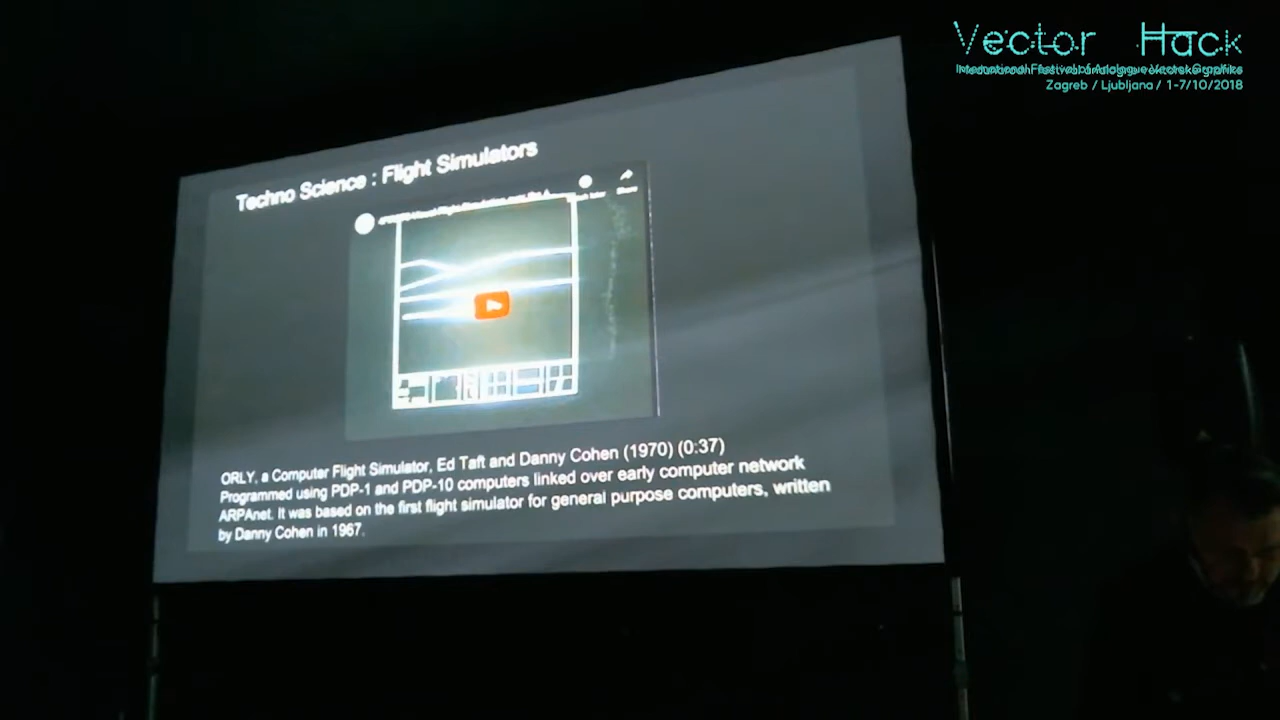 Vector Hack
Zagreb / Ljubljana / 1-7/10/2018
Techno Science : Flight Simulators
Share
ORLY, a Computer Flight Simulator, Ed Taft and Danny Cohen (1970) (0:37)
Programmed using PDP-1 and PDP-10 computers linked over early computer network
ARPAnet. It was based on the first flight simulator for general purpose computers, written
by Danny Cohen in 1967.